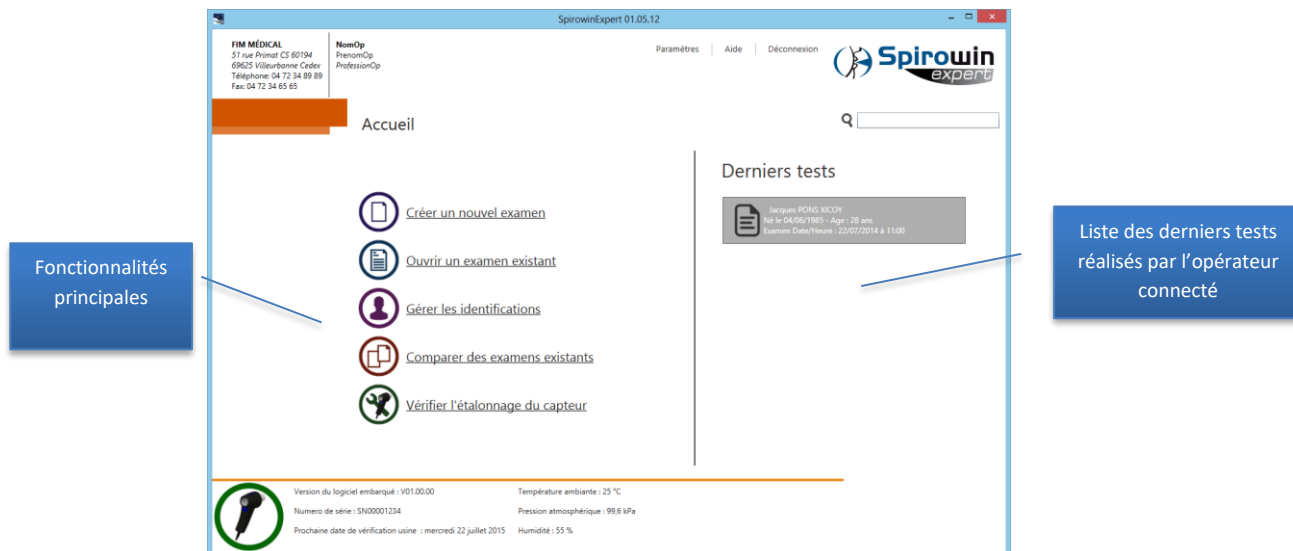 SpirowinExpert 01.05.12
FIM MÉDICAL
51 rue Primat CS 60194
69625 Villeurbanne Cedex
Téléphone: 04 72 34 89 89
Fax: 04 72 34 65 65
NomOp
PrenomOp
ProfessionOp
Paramètres
Aide
Déconnexion
Spirowin
expert
Accueil
Derniers tests
Jacques PONS XICOY
Né le 04/06/1985 - Age : 28 ans
Examen Date/Heure : 22/07/2014 à 11:00
Créer un nouvel examen
Ouvrir un examen existant
Gérer les identifications
Comparer des examens existants
Vérifier l'étalonnage du capteur
Fonctionnalités
principales
Liste des derniers tests
réalisés par l'opérateur
connecté
Version du logiciel embarqué : V01.00.00
Numero de série : SN00001234
Prochaine date de vérification usine : mercredi 22 juillet 2015
Température ambiante : 25 °C
Pression atmosphérique : 99,6 kPa
Humidité : 55 %